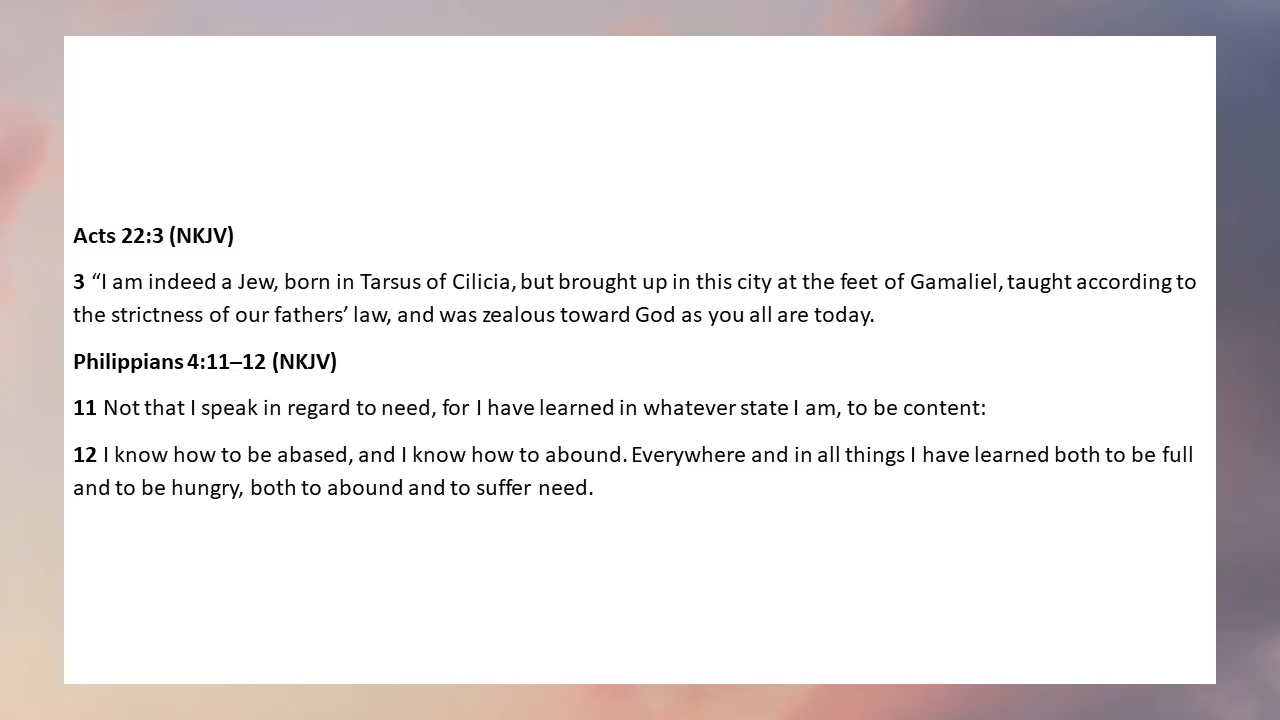 Acts 22:3 (NKJV)
3 “I am indeed a Jew, born in Tarsus of Cilicia, but brought up in this city at the feet of Gamaliel, taught according to
the strictness of our fathers’ law, and was zealous toward God as you all are today.
Philippians 4:11–12 (NKJV)
11 Not that I speak in regard to need, for I have learned in whatever state I am, to be content:
12 I know how to be abased, and I know how to abound. Everywhere and in all things I have learned both to be full
and to be hungry, both to abound and to suffer need.